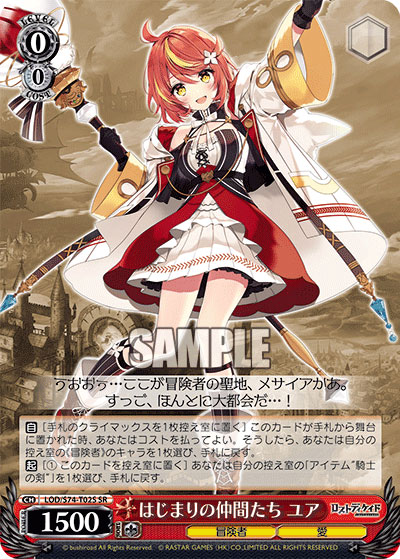 LEVEL
0
0
COST
SAMPLE
うおおぅ…ここが冒険者の聖地、メサイアかあ。
すっご、ほんとに大都会だ…！
自 [手札のクライマックスを1枚控え室に置く] このカードが手札から舞台
に置かれた時、あなたはコストを払ってよい。そうしたら、あなたは自分の
控え室の《冒険者》のキャラを1枚選び、手札に戻す。
起 [① このカードを控え室に置く] あなたは自分の控え室の「アイテム“騎士
の剣”」を1枚選び、手札に戻す。
CH LOD/S74-T02S SR
1500
はじまりの仲間たち ユア
ロストディケイド
冒険者 愛
© bushiroad All Rights Reserved. © RASTAR GAMES (HK) CO.,LIMITED ALL RIGHTS RESERVED.